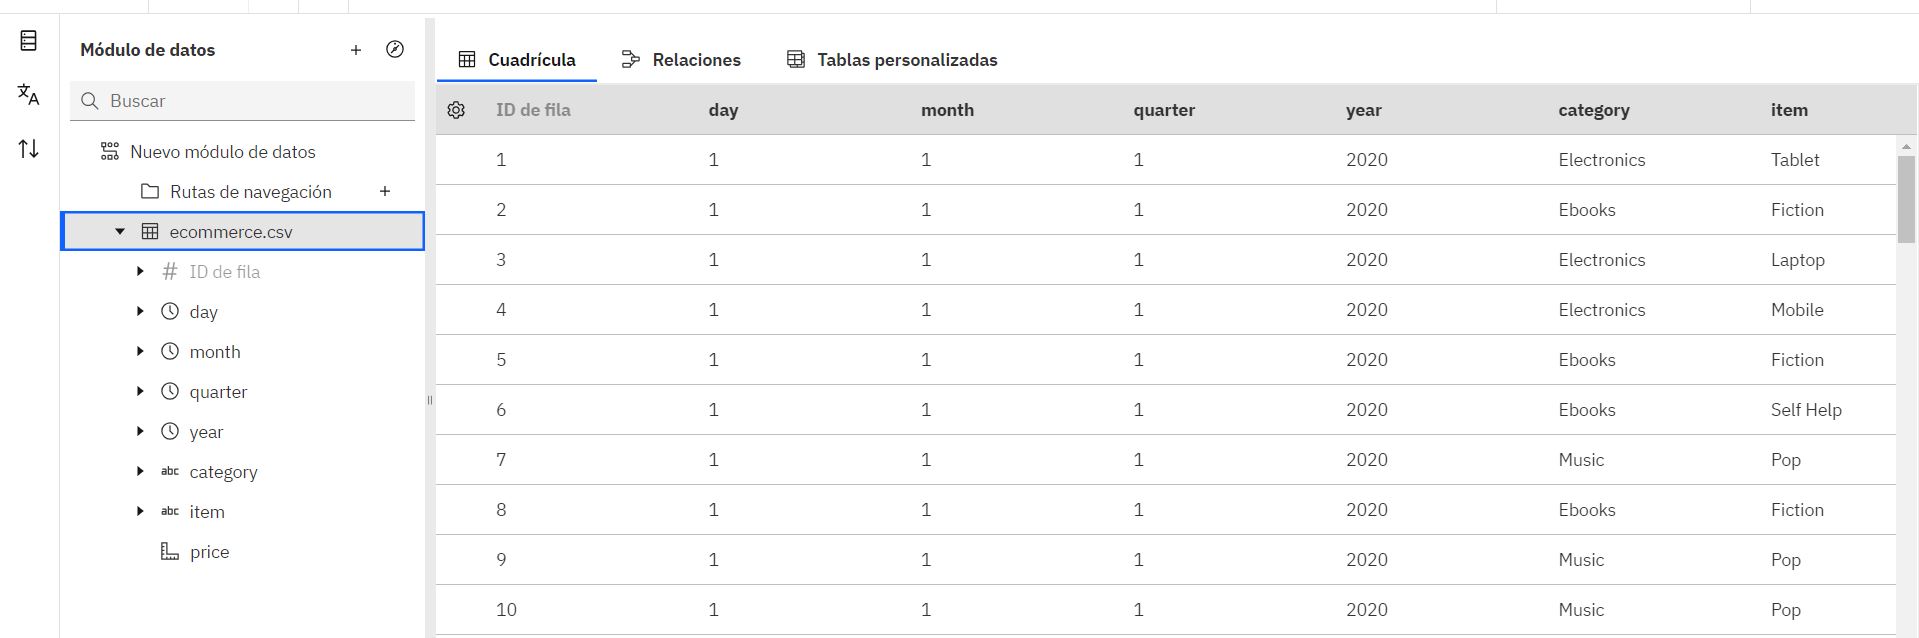 Módulo de datos
Buscar
Nuevo módulo de datos
Rutas de navegación
ecommerce.csv
ID de fila
day
month
quarter
year
abc category
abc item
price
Cuadrícula Relaciones Tablas personalizadas
ID de fila day month quarter year category item
1 1 1 1 2020 Electronics Tablet
2 1 1 1 2020 Ebooks Fiction
3 1 1 1 2020 Electronics Laptop
4 1 1 1 2020 Electronics Mobile
5 1 1 1 2020 Ebooks Fiction
6 1 1 1 2020 Ebooks Self Help
7 1 1 1 2020 Music Pop
8 1 1 1 2020 Ebooks Fiction
9 1 1 1 2020 Music Pop
10 1 1 1 2020 Music Pop